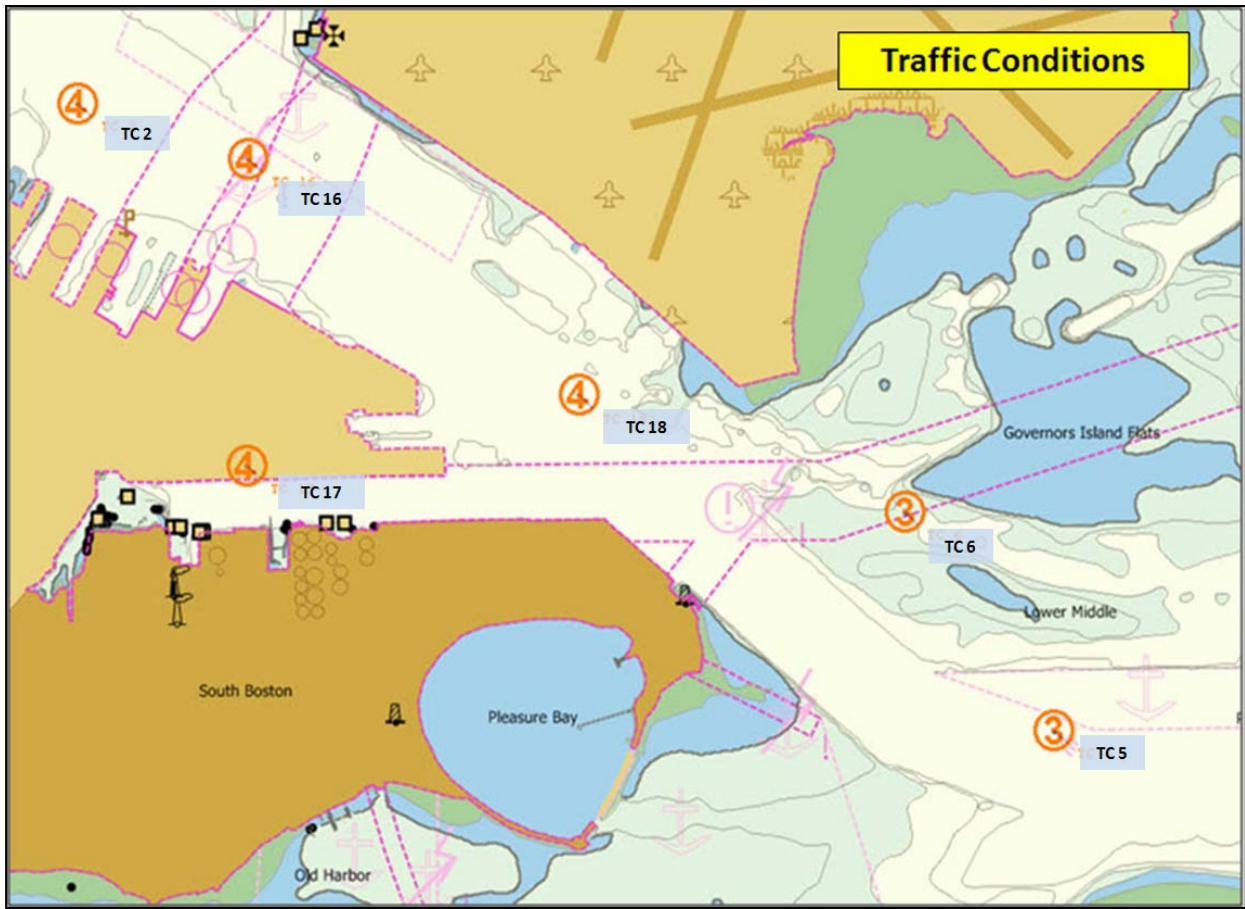 Traffic Conditions
4
TC 2
4
TC 16
4
TC 18
Governors Island Flats
4
TC 17
3
TC 6
Lower Middle
South Boston
Pleasure Bay
3
TC 5
Old Harbor